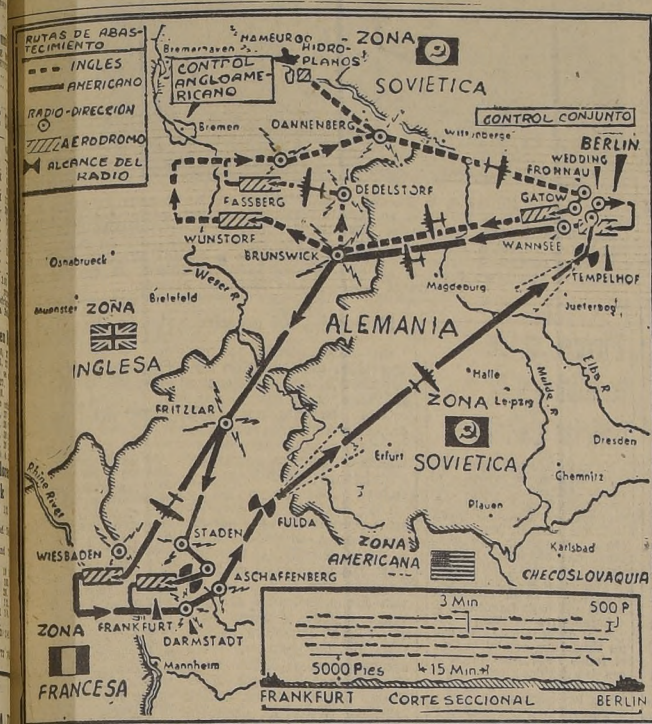 RUTAS DE ABAS-
TECIMIENTO
INGLES
AMERICANO
RADIO-DIRECCION
AERODROMO
ALCANCE DEL
RADIO
HAMBURGO
HIDRO-
PLANOS
ZONA
SOVIETICA
Bremerhaven
CONTROL
ANGLOAME-
RICANO
Bremen
DANNENBERG
Wittenberge
CONTROL CONJUNTO
BERLIN
WEDDING
FROHNAU
GATOW
FASSBERG
DEDELSTORF
WUNSTORF
BRUNSWICK
WANNSEE
TEMPELHOF
Osnabrueck
Weser R.
Magdeburg
Jueterbog
Muenster
ZONA
INGLESA
Bielefeld
ALEMANIA
Halle
Leipzig
Mulde R.
Elba R.
ZONA
SOVIETICA
FRITZLAR
Erfurt
Dresden
Chemnitz
Rhine River
FULDA
Plauen
STADEN
WIESBADEN
ZONA
AMERICANA
Karlsbad
ASCHAFFENBERG
CHECOSLOVAQUIA
FRANKFURT
DARMSTADT
ZONA
FRANCESA
Mannheim
3 Min
500 P
5000 Pies
15 Min
FRANKFURT
CORTE SECCIONAL
BERLIN